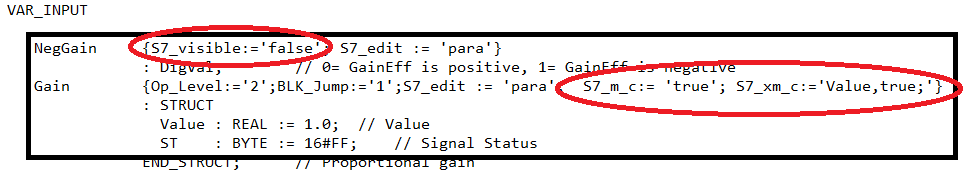 VAR_INPUT
NegGain {S7_visible:='false'; S7_edit := 'para'}
: DigVal; // 0= GainEff is positive, 1= GainEff is negative
Gain {Op_Level:='2';BLK_Jump:='1';S7_edit := 'para' S7_m_c:= 'true'; S7_xm_c:='Value,true;'}
: STRUCT
Value : REAL := 1.0; // Value
ST : BYTE := 16#FF; // Signal Status
END_STRUCT; // Proportional gain